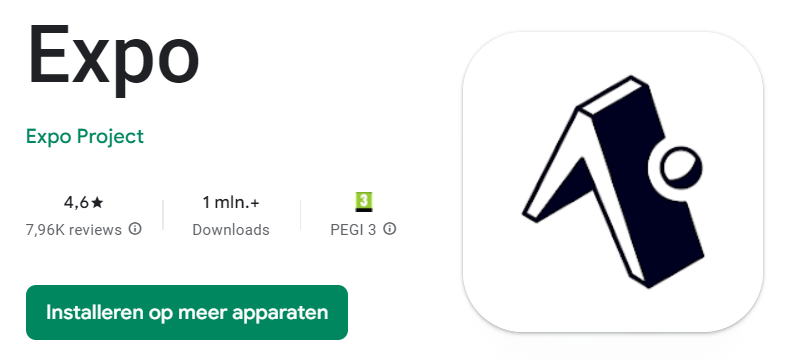 Expo
Expo Project
4,6★ 1 mln.+ 3
7,96K reviews Downloads PEGI 3
Installeren op meer apparaten